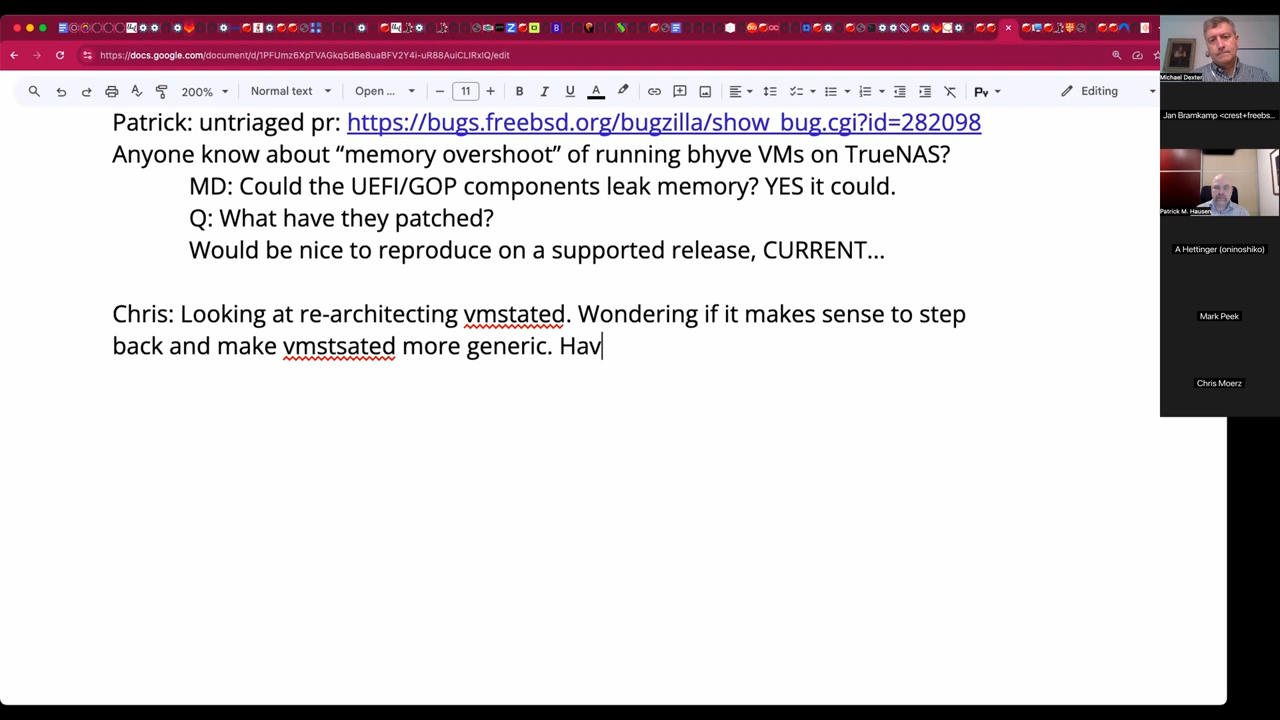 https://docs.google.com/document/d/1PFUmz6XpTVAGkq5dBe8uaBFV2Y4I-uR88AuiCLIRxIQ/edit
200%
Normal text
Open ...
11
Editing
Patrick: untriaged pr: https://bugs.freebsd.org/bugzilla/show_bug.cgi?id=282098
Anyone know about “memory overshoot” of running bhyve VMs on TrueNAS?
MD: Could the UEFI/GOP components leak memory? YES it could.
Q: What have they patched?
Would be nice to reproduce on a supported release, CURRENT...
Chris: Looking at re-architecting vmstated. Wondering if it makes sense to step
back and make vmstsated more generic. Hav
Michael Dexter
Jan Bramkamp <crest+freebs...
Patrick M. Hausen
A Hettinger (oninoshiko)
Mark Peek
Chris Moerz